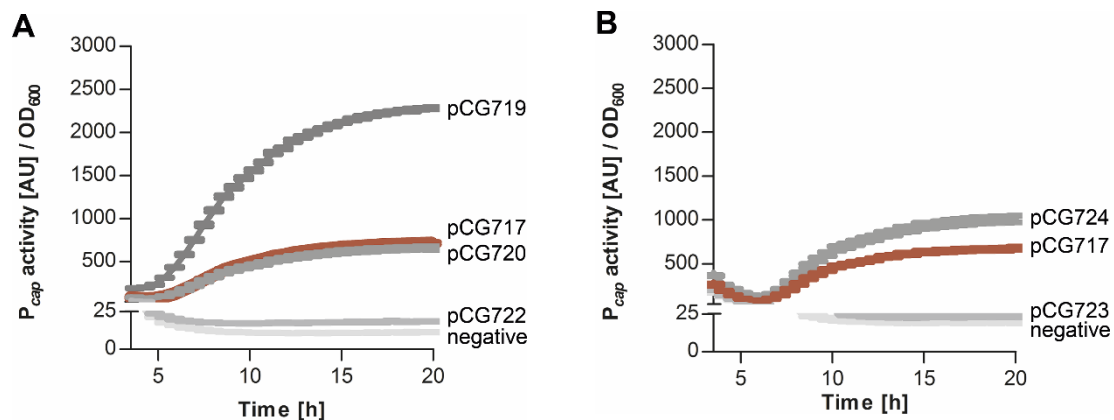 A
P cap activity [AU] / OD600
3000
2500
2000
1500
1000
500
25
0
5
10
15
20
Time [h]
pCG719
pCG717
pCG720
pCG722
negative
B
P cap activity [AU] / OD600
3000
2500
2000
1500
1000
500
25
0
5
10
15
20
Time [h]
pCG724
pCG717
pCG723
negative